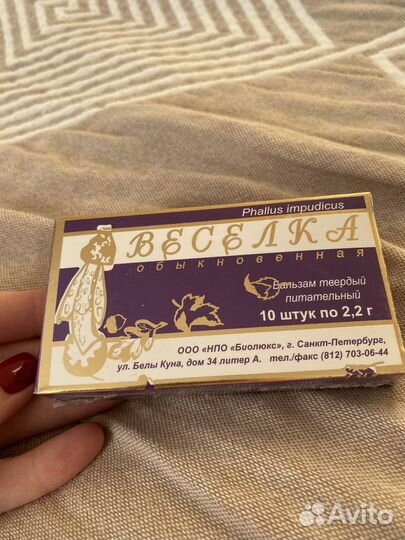 Phallus impudicus
ВЕСЕЛКА
обыкновенная
Бальзам твердый
питательный
10 штук по 2,2 г
ООО «НПО «Биолюкс», г. Санкт-Петербург,
ул. Белы Куна, дом 34 литер А. тел./факс (812) 703-06-44
Avito